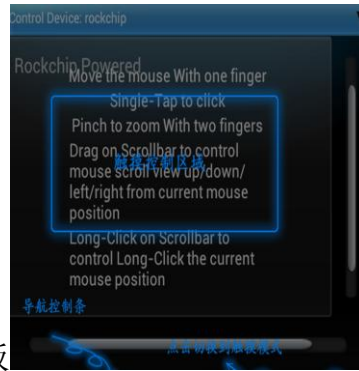 Control Device: rockchip
Rockchip Powered
Move the mouse With one finger
Single-Tap to click
Pinch to zoom With two fingers
Drag on Scrollbar to control
mouse scroll view up/down/
left/right from current mouse
position
触摸控制区域
Long-Click on Scrollbar to
control Long-Click the current
mouse position
导航控制条
点击切换到触摸模式